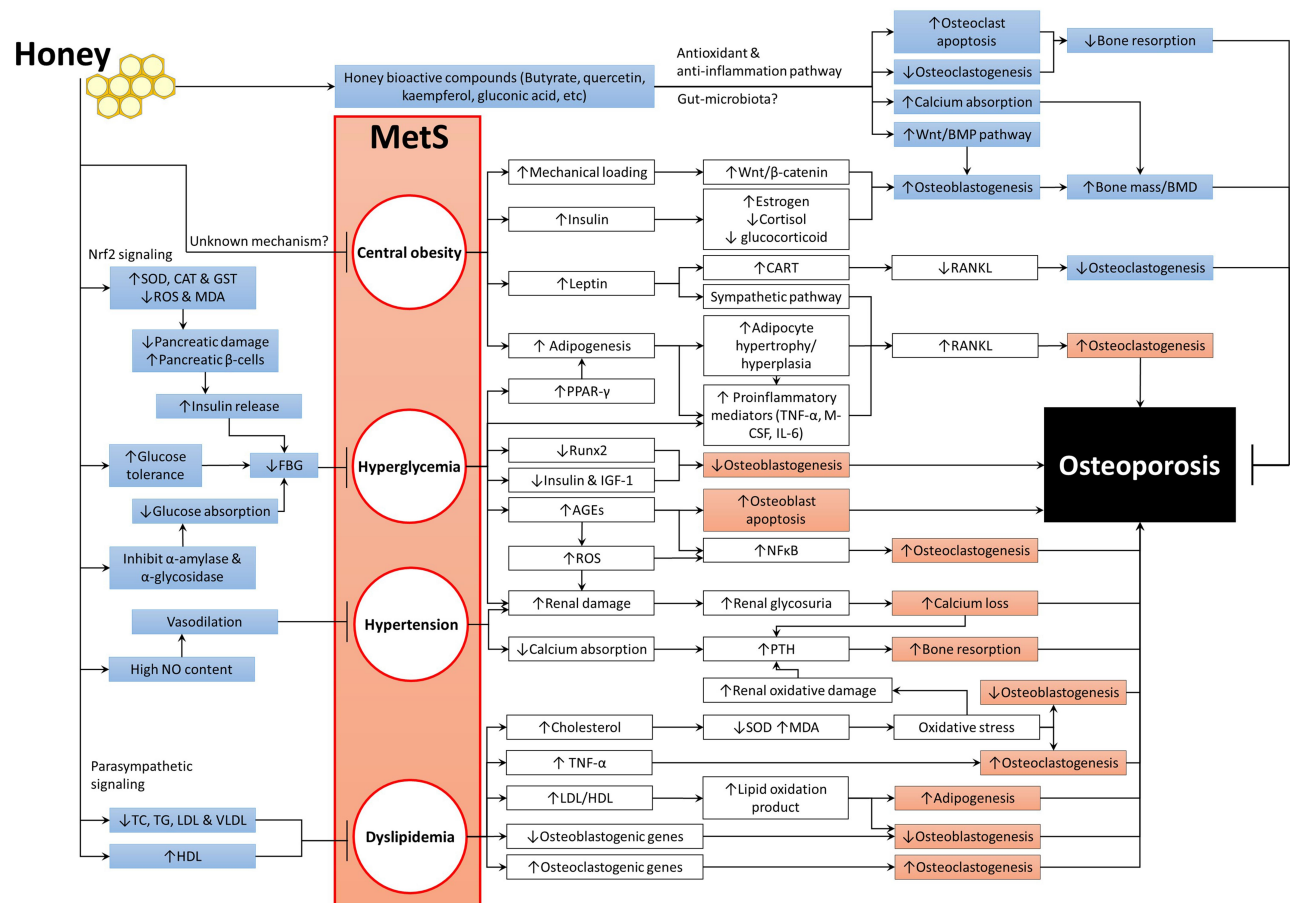 Honey
Honey bioactive compounds (Butyrate, quercetin,
kaempferol, gluconic acid, etc)
Antioxidant &
anti-inflammation pathway
Gut-microbiota?
↑Osteoclast
apoptosis
↓Osteoclastogenesis
↑Calcium absorption
↑Wnt/BMP pathway
↓Bone resorption
↑Osteoblastogenesis
↑Bone mass/BMD
MetS
Unknown mechanism?
Central obesity
↑Mechanical loading
↑Wnt/β-catenin
↑Insulin
↑Estrogen
↓Cortisol
↓ glucocorticoid
↑Leptin
↑CART
↓RANKL
↓Osteoclastogenesis
Sympathetic pathway
↑ Adipogenesis
↑Adipocyte
hypertrophy/
hyperplasia
↑RANKL
↑Osteoclastogenesis
↑PPAR-γ
↑ Proinflammatory
mediators (TNF-α, M-
CSF, IL-6)
Nrf2 signaling
↑SOD, CAT & GST
↓ROS & MDA
↓Pancreatic damage
↑Pancreatic β-cells
↑Insulin release
↑Glucose
tolerance
↓FBG
↓Glucose absorption
Inhibit α-amylase &
α-glycosidase
Hyperglycemia
↓Runx2
↓Insulin & IGF-1
↓Osteoblastogenesis
↑AGEs
↑Osteoblast
apoptosis
↑ROS
↑NFκB
↑Osteoclastogenesis
Osteoporosis
Vasodilation
High NO content
Hypertension
↑Renal damage
↑Renal glycosuria
↑Calcium loss
↓Calcium absorption
↑PTH
↑Bone resorption
↑Renal oxidative damage
↓Osteoblastogenesis
↑Cholesterol
↓SOD ↑MDA
Oxidative stress
↑ TNF-α
↑Osteoclastogenesis
Parasympathetic
signaling
↓TC, TG, LDL & VLDL
↑HDL
Dyslipidemia
↑LDL/HDL
↑Lipid oxidation
product
↑Adipogenesis
↓Osteoblastogenic genes
↓Osteoblastogenesis
↑Osteoclastogenic genes
↑Osteoclastogenesis